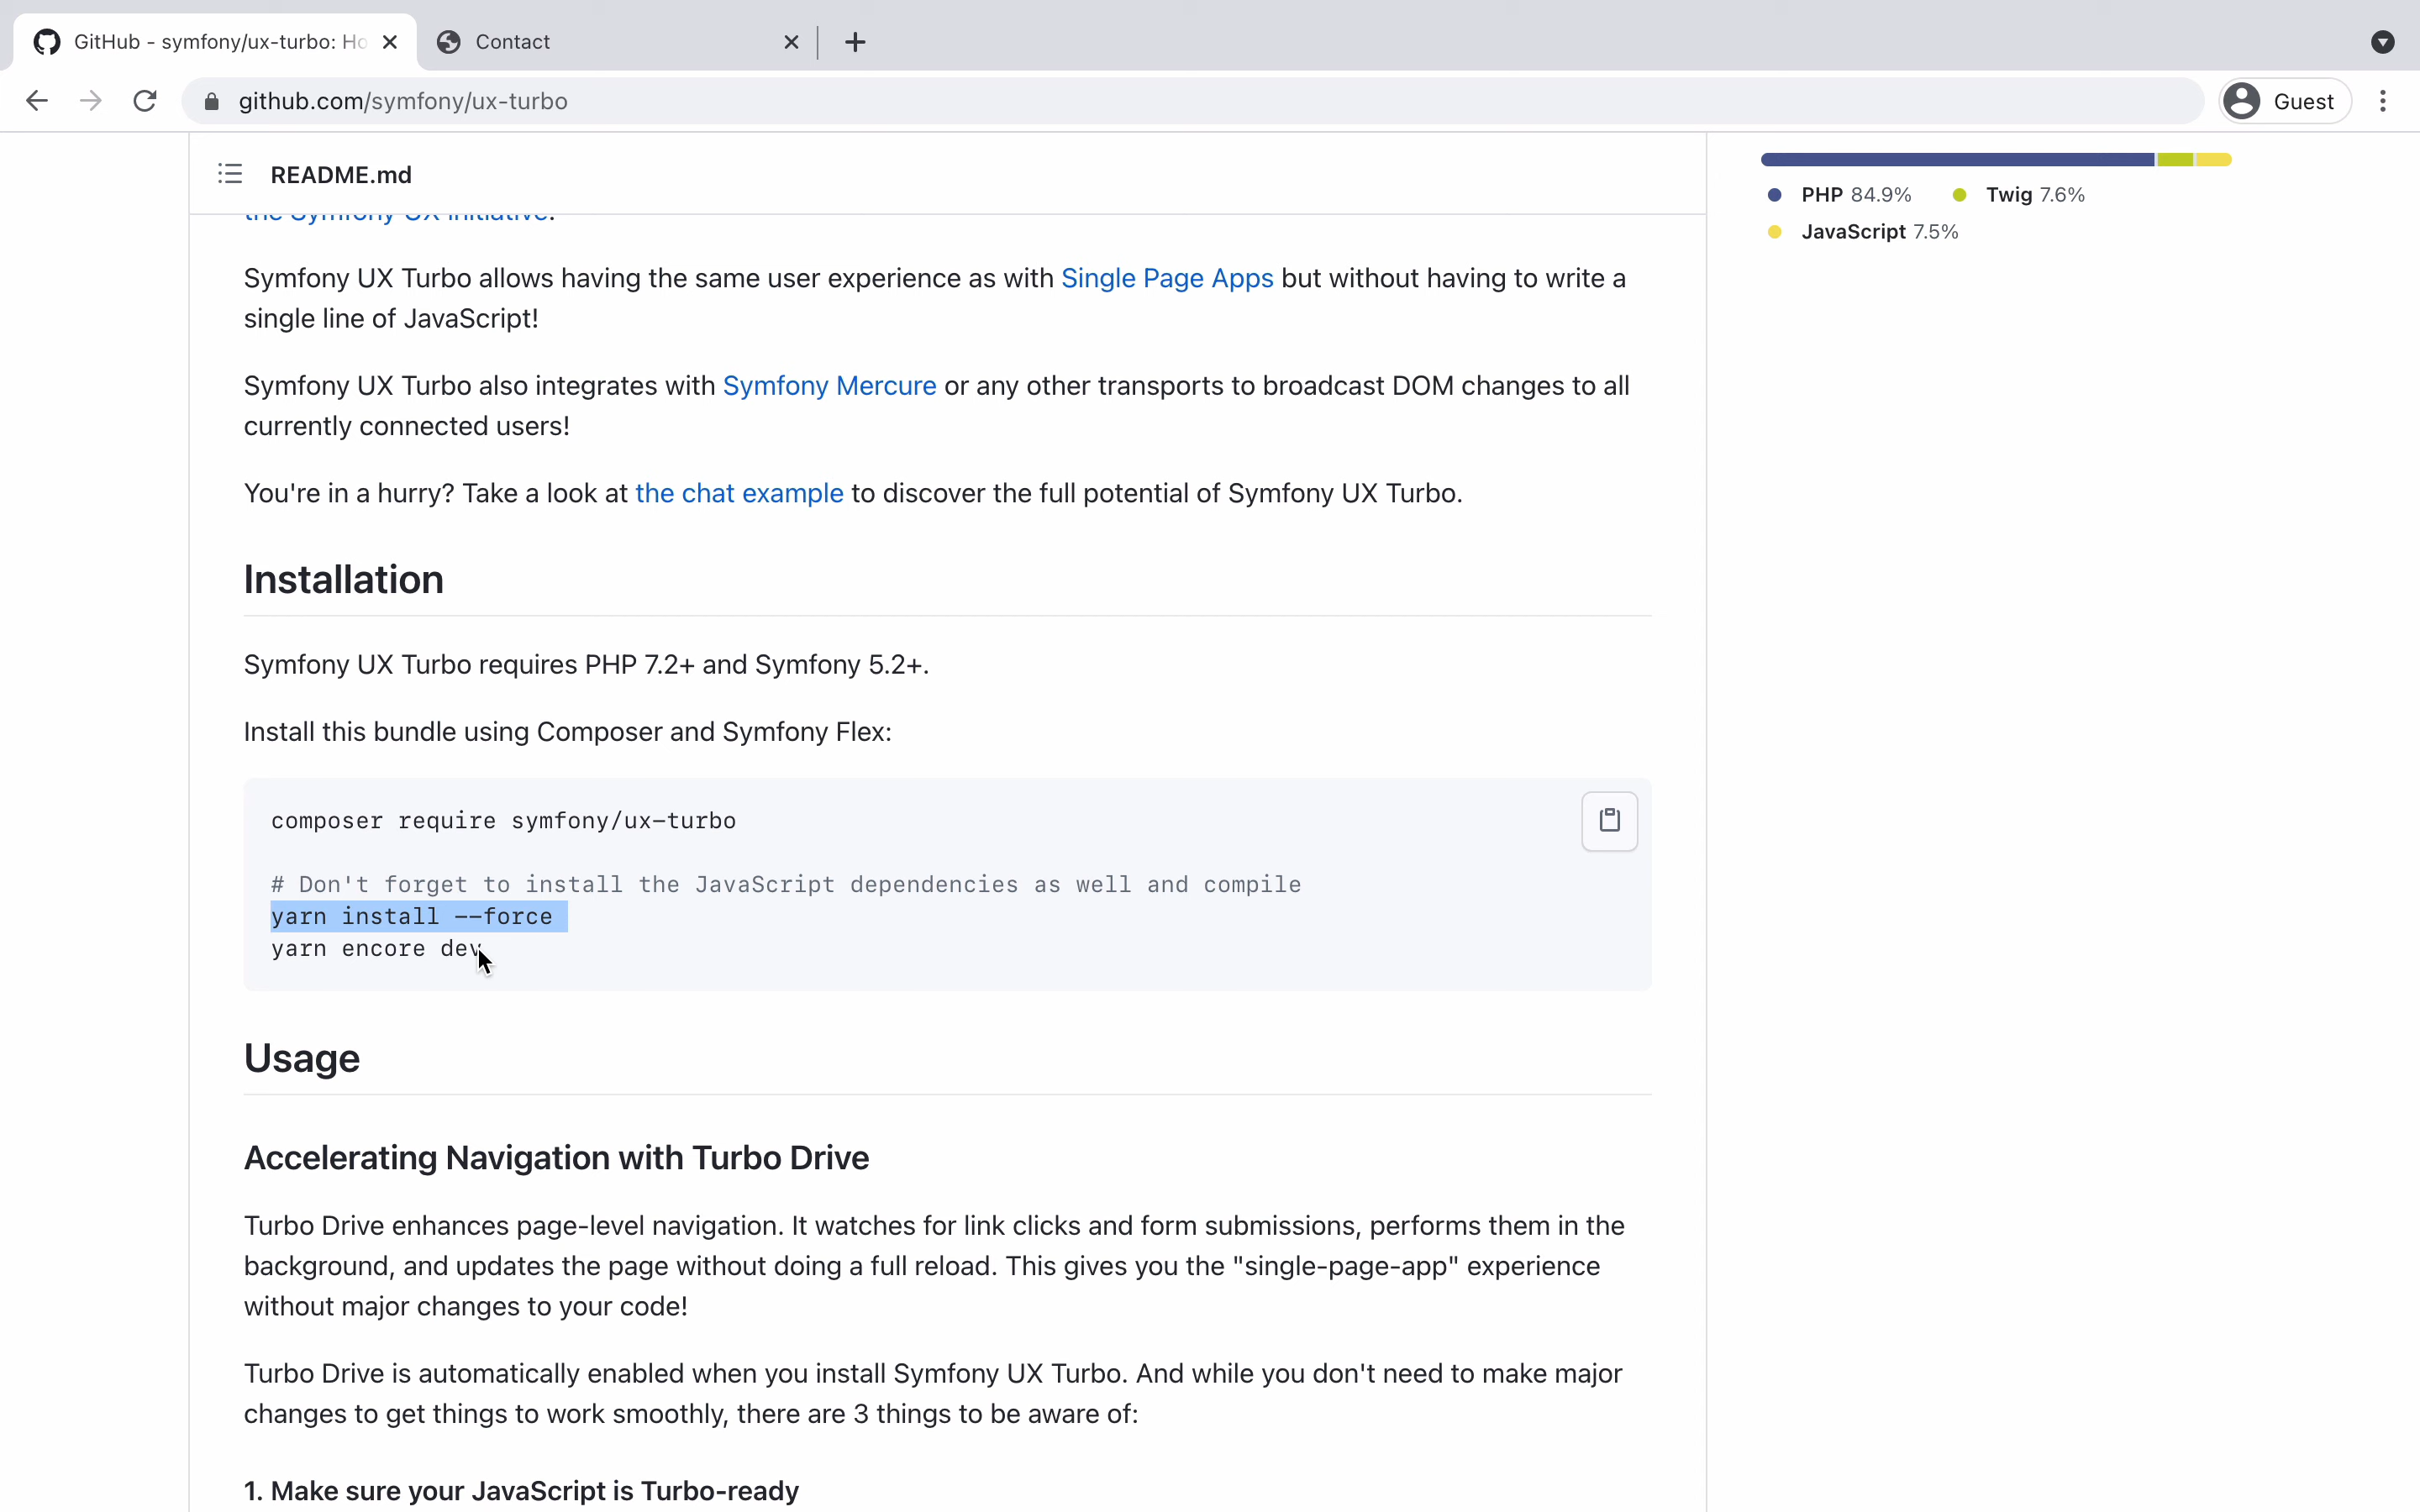 GitHub - symfony/ux-turbo: Ho
Contact
github.com/symfony/ux-turbo
Guest
README.md
PHP 84.9%
Twig 7.6%
JavaScript 7.5%
the Symfony UX initiative.
Symfony UX Turbo allows having the same user experience as with Single Page Apps but without having to write a
single line of JavaScript!
Symfony UX Turbo also integrates with Symfony Mercure or any other transports to broadcast DOM changes to all
currently connected users!
You're in a hurry? Take a look at the chat example to discover the full potential of Symfony UX Turbo.
Installation
Symfony UX Turbo requires PHP 7.2+ and Symfony 5.2+.
Install this bundle using Composer and Symfony Flex:
composer require symfony/ux-turbo
# Don't forget to install the JavaScript dependencies as well and compile
yarn install --force
yarn encore dev
Usage
Accelerating Navigation with Turbo Drive
Turbo Drive enhances page-level navigation. It watches for link clicks and form submissions, performs them in the
background, and updates the page without doing a full reload. This gives you the "single-page-app" experience
without major changes to your code!
Turbo Drive is automatically enabled when you install Symfony UX Turbo. And while you don't need to make major
changes to get things to work smoothly, there are 3 things to be aware of:
1. Make sure your JavaScript is Turbo-ready